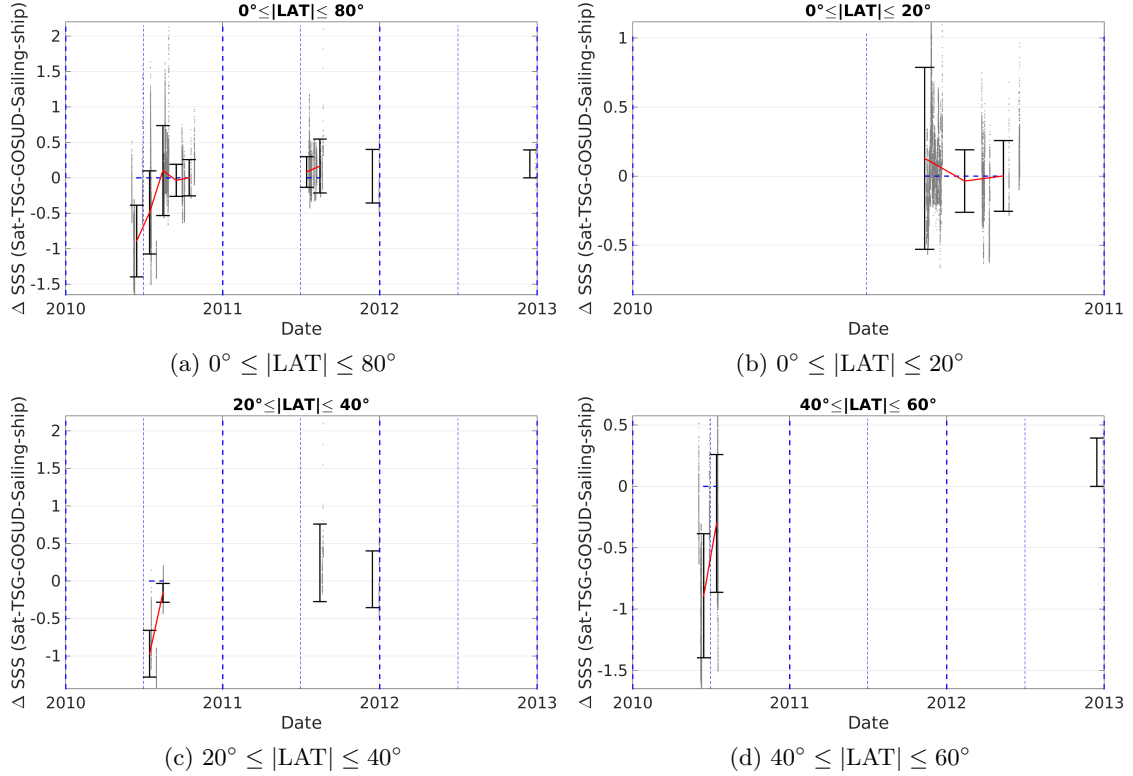 0°≤|LAT|≤ 80°
Δ SSS (Sat-TSG-GOSUD-Sailing-ship)
2
1.5
1
0.5
0
-0.5
-1
-1.5
2010
2011
2012
2013
Date
(a) 0° ≤ |LAT| ≤ 80°
0°≤|LAT|≤ 20°
Δ SSS (Sat-TSG-GOSUD-Sailing-ship)
1
0.5
0
-0.5
2010
2011
Date
(b) 0° ≤ |LAT| ≤ 20°
20°≤|LAT|≤ 40°
Δ SSS (Sat-TSG-GOSUD-Sailing-ship)
2
1.5
1
0.5
0
-0.5
-1
2010
2011
2012
2013
Date
(c) 20° ≤ |LAT| ≤ 40°
40°≤|LAT|≤ 60°
Δ SSS (Sat-TSG-GOSUD-Sailing-ship)
0.5
0
-0.5
-1
-1.5
2010
2011
2012
2013
Date
(d) 40° ≤ |LAT| ≤ 60°